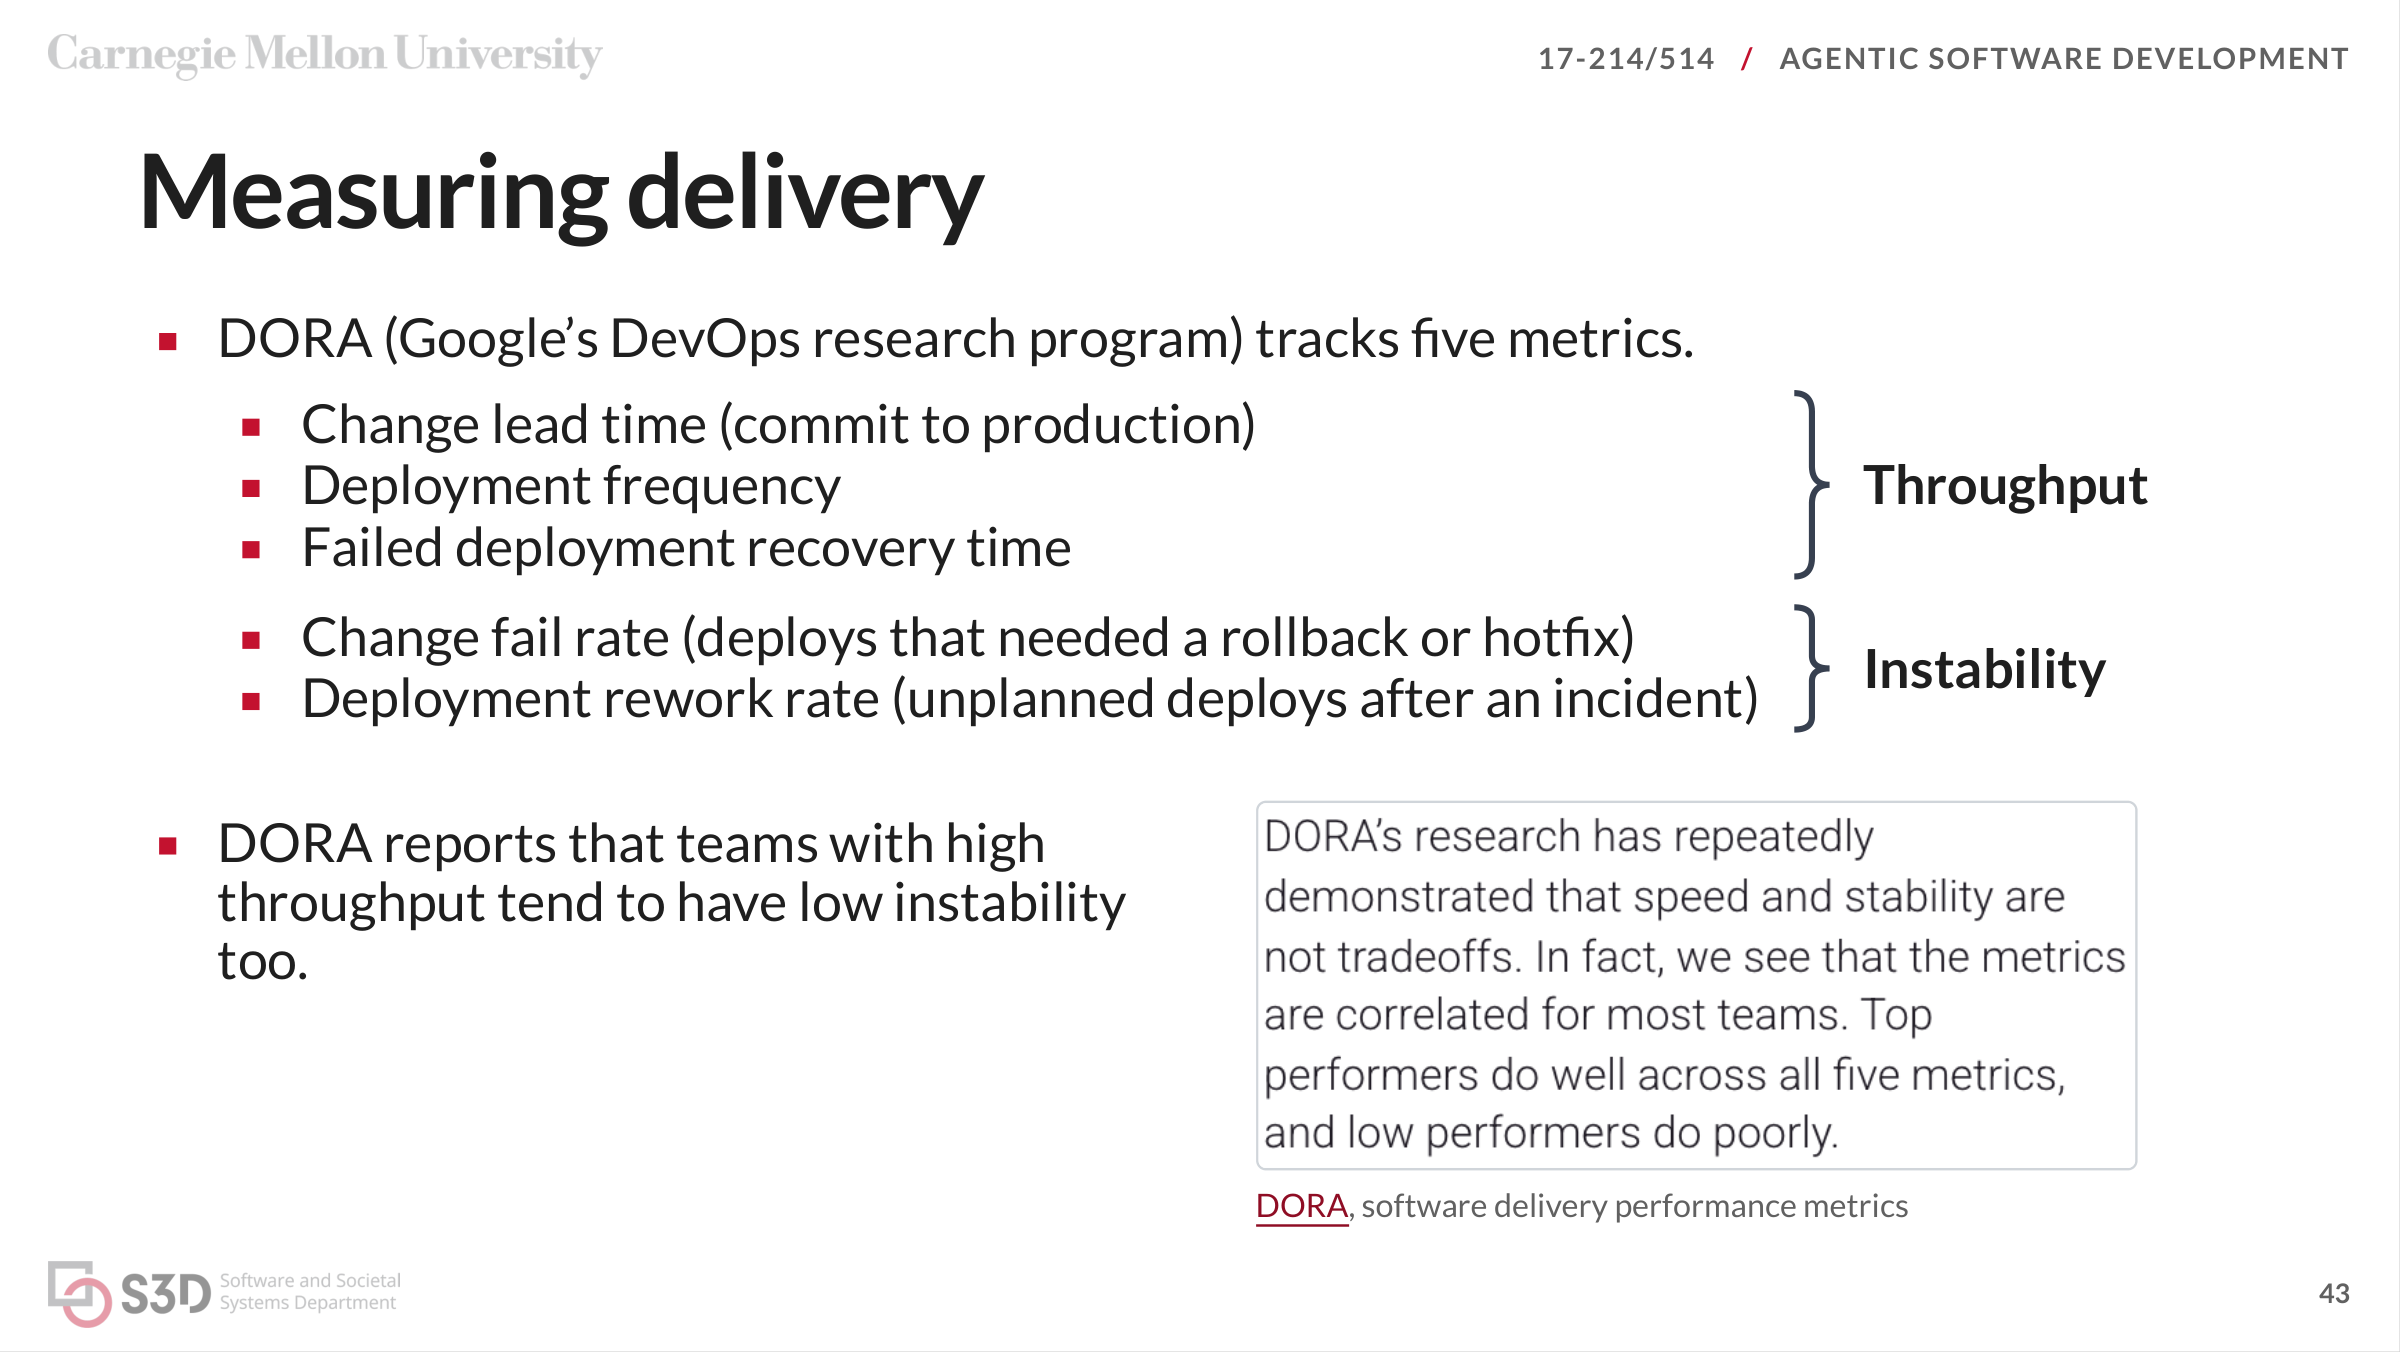 Carnegie Mellon University
17-214/514 / AGENTIC SOFTWARE DEVELOPMENT
Measuring delivery
DORA (Google’s DevOps research program) tracks five metrics.
Change lead time (commit to production)
Deployment frequency
Failed deployment recovery time
Throughput
Change fail rate (deploys that needed a rollback or hotfix)
Deployment rework rate (unplanned deploys after an incident)
Instability
DORA reports that teams with high
throughput tend to have low instability
too.
DORA’s research has repeatedly
demonstrated that speed and stability are
not tradeoffs. In fact, we see that the metrics
are correlated for most teams. Top
performers do well across all five metrics,
and low performers do poorly.
DORA, software delivery performance metrics
S3D Software and Societal
Systems Department
43